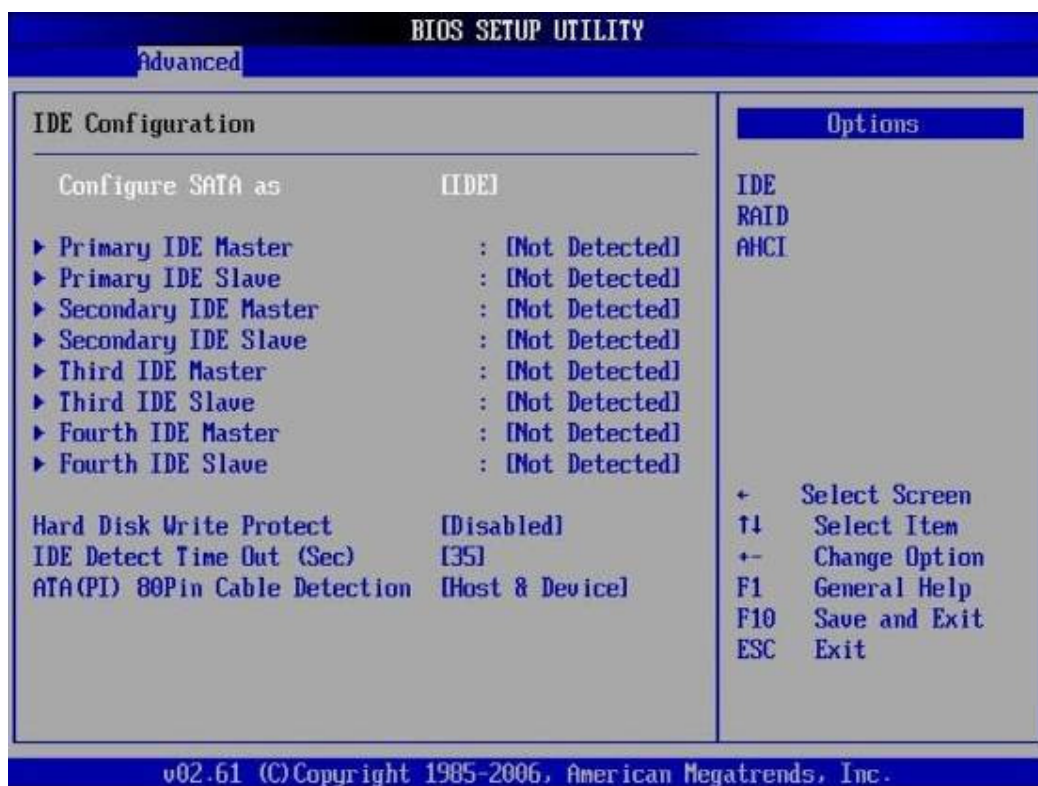 BIOS SETUP UTILITY
Advanced
IDE Configuration
Configure SATA as [IDE]
Primary IDE Master : [Not Detected]
Primary IDE Slave : [Not Detected]
Secondary IDE Master : [Not Detected]
Secondary IDE Slave : [Not Detected]
Third IDE Master : [Not Detected]
Third IDE Slave : [Not Detected]
Fourth IDE Master : [Not Detected]
Fourth IDE Slave : [Not Detected]
Hard Disk Write Protect [Disabled]
IDE Detect Time Out (Sec) [35]
ATA(PI) 80Pin Cable Detection [Host & Device]
Options
IDE
RAID
AHCI
← Select Screen
↑↓ Select Item
+- Change Option
F1 General Help
F10 Save and Exit
ESC Exit
v02.61 (C)Copyright 1985-2006, American Megatrends, Inc.